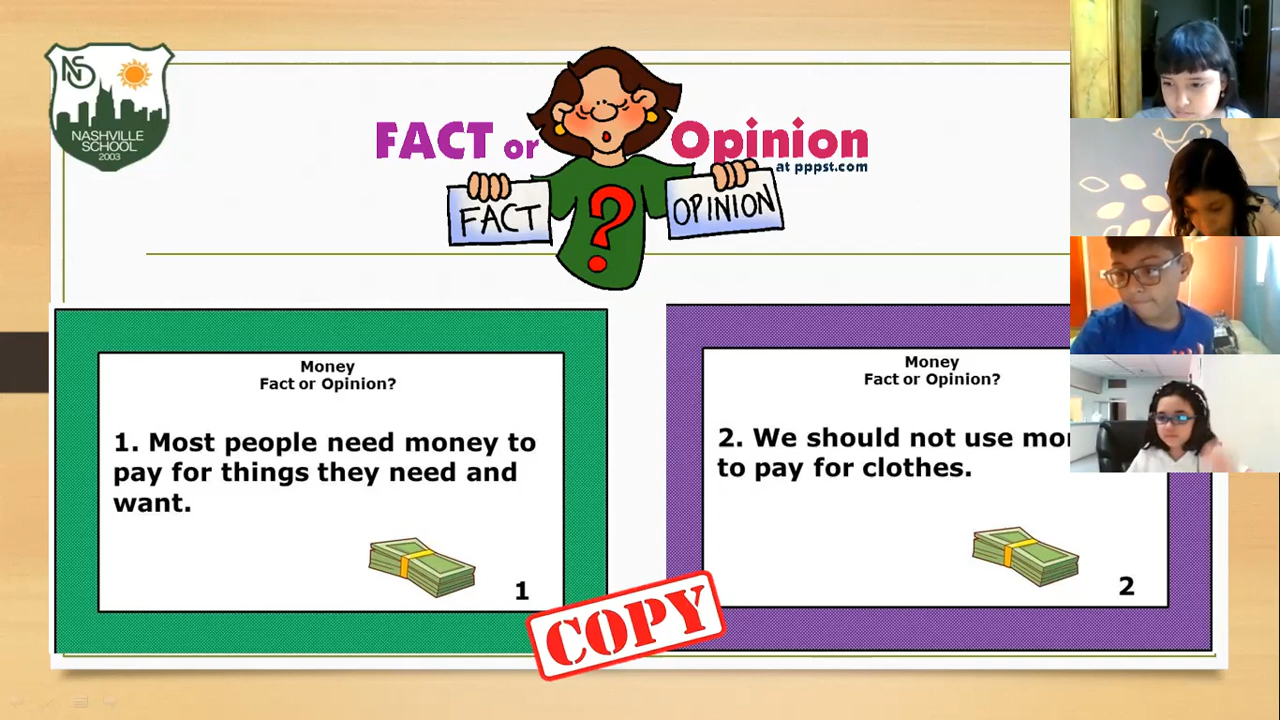 NS
NASHVILLE
SCHOOL
2003
FACT or Opinion
at pppst.com
FACT ? OPINION
Money
Fact or Opinion?
1. Most people need money to
pay for things they need and
want.
1
Money
Fact or Opinion?
2. We should not use
to pay for clothes.
2
COPY